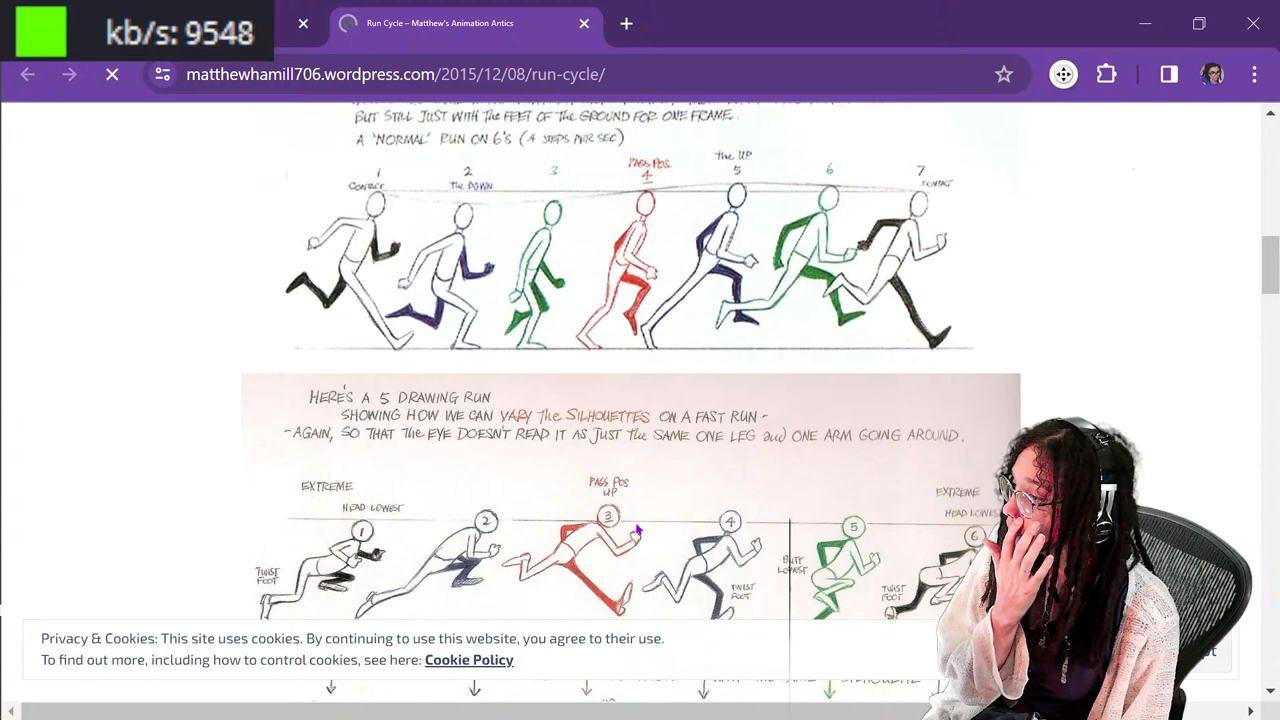 kb/s: 9548
Run Cycle – Matthew's Animation Antics
matthewhamill706.wordpress.com/2015/12/08/run-cycle/
BUT STILL JUST WITH THE FEET OF THE GROUND FOR ONE FRAME.
A 'NORMAL' RUN ON 6'S (4 STEPS PER SEC)
1 2 3 PASS POS. 4 the UP 5 6 7
CONTACT THE DOWN CONTACT
HERE'S A 5 DRAWING RUN
SHOWING HOW WE CAN VARY the SILHOUETTES ON A FAST RUN -
- AGAIN, SO THAT the EYE DOESN'T READ IT AS JUST the SAME ONE LEG and ONE ARM GOING AROUND.
EXTREME
HEAD LOWEST
PASS POS
UP
EXTREME
HEAD LOWEST
1 2 3 4 5 6
TWIST
FOOT
TWIST
FOOT
BUTT
LOWEST
TWIST
FOOT
Privacy & Cookies: This site uses cookies. By continuing to use this website, you agree to their use.
To find out more, including how to control cookies, see here: Cookie Policy
SILHOUETTE